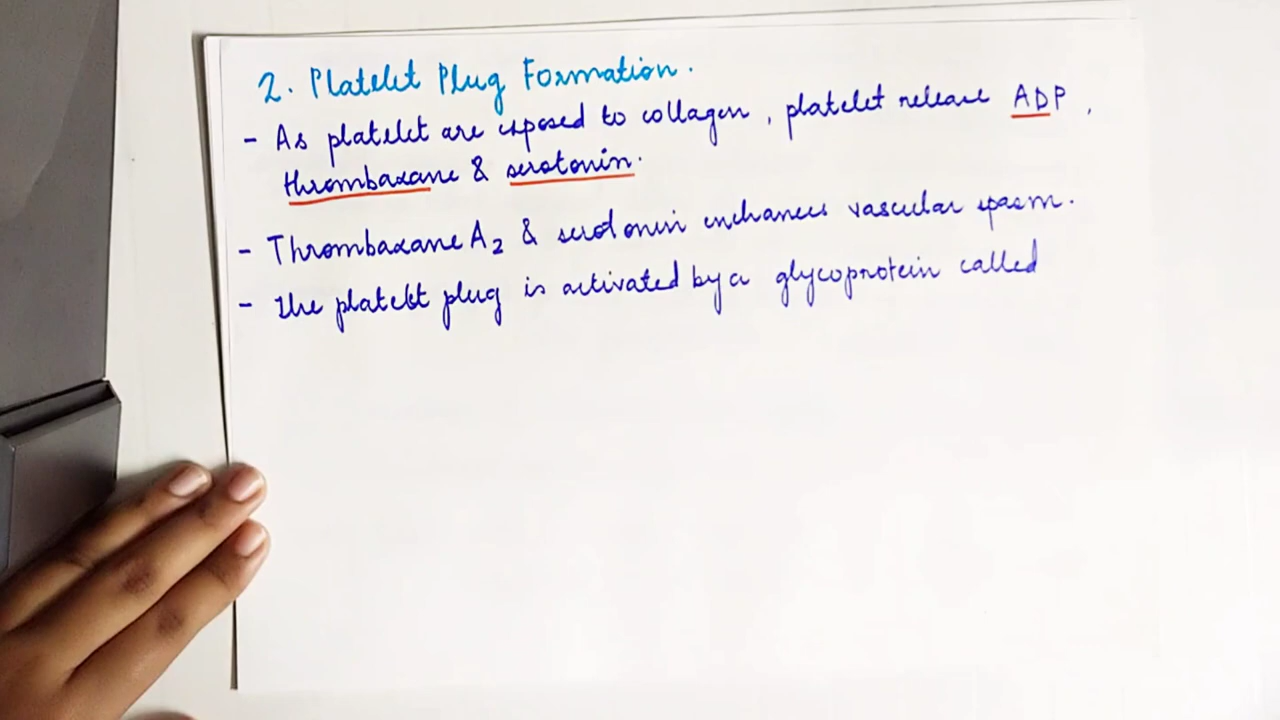 2. Platelet Plug Formation.
- As platelet are exposed to collagen, platelet release ADP,
thrombaxane & serotonin.
- Thrombaxane A2 & serotonin enchances vascular spasm.
- The platelet plug is activated by a glycoprotein called